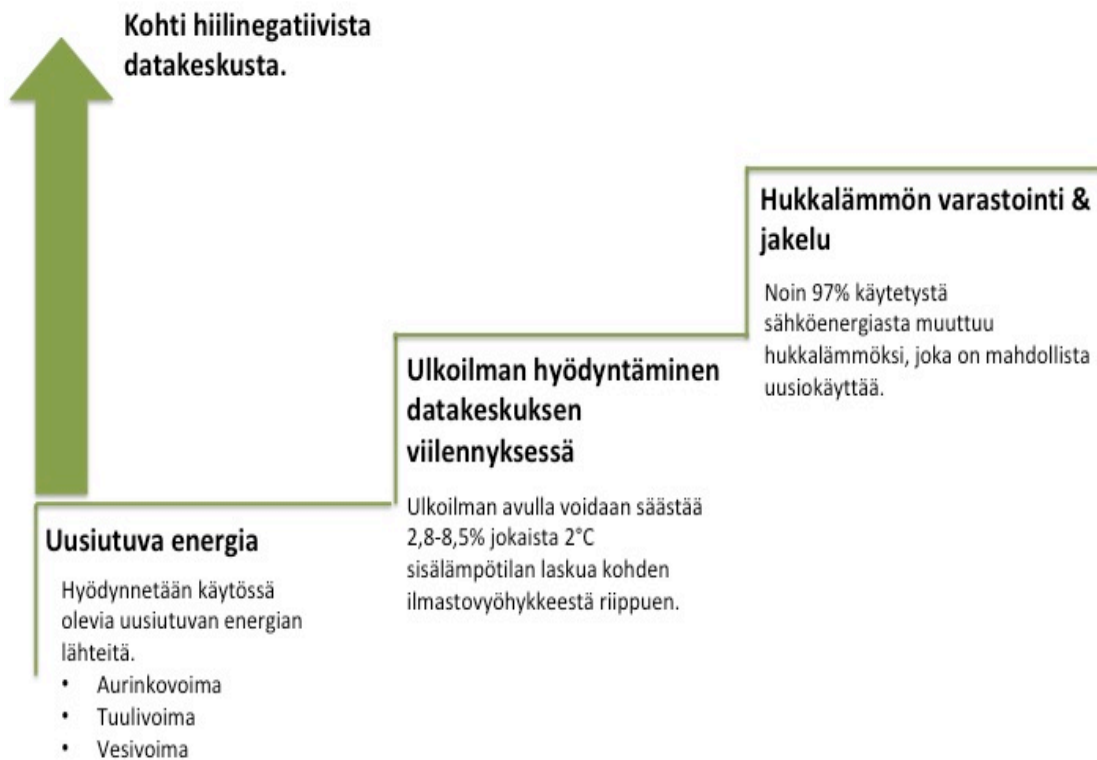 Kohti hiilinegatiivista
datakeskusta.
Uusiutuva energia
Hyödynnetään käytössä
olevia uusiutuvan energian
lähteitä.
• Aurinkovoima
• Tuulivoima
• Vesivoima
Ulkoilman hyödyntäminen
datakeskuksen
viilennyksessä
Ulkoilman avulla voidaan säästää
2,8-8,5% jokaista 2°C
sisälämpötilan laskua kohden
ilmastovyöhykkeestä riippuen.
Hukkalämmön varastointi &
jakelu
Noin 97% käytetystä
sähköenergiasta muuttuu
hukkalämmöksi, joka on mahdollista
uusiokäyttää.